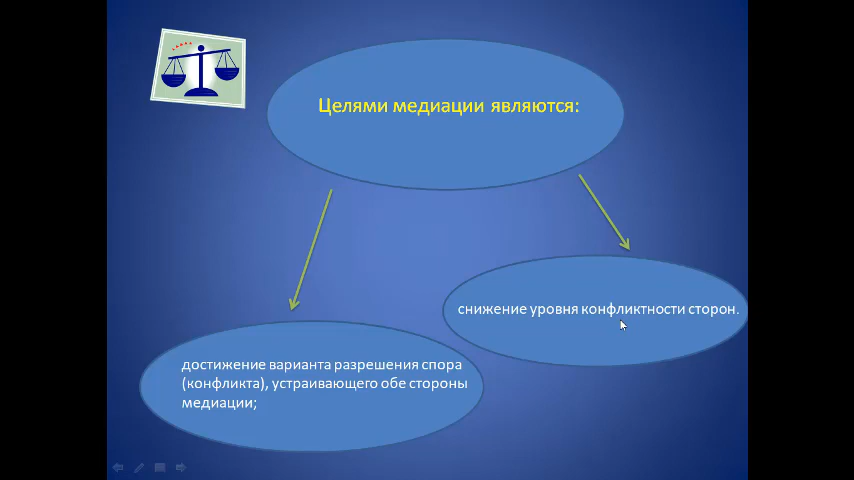 Целями медиации являются:
снижение уровня конфликтности сторон.
достижение варианта разрешения спора
(конфликта), устраивающего обе стороны
медиации;